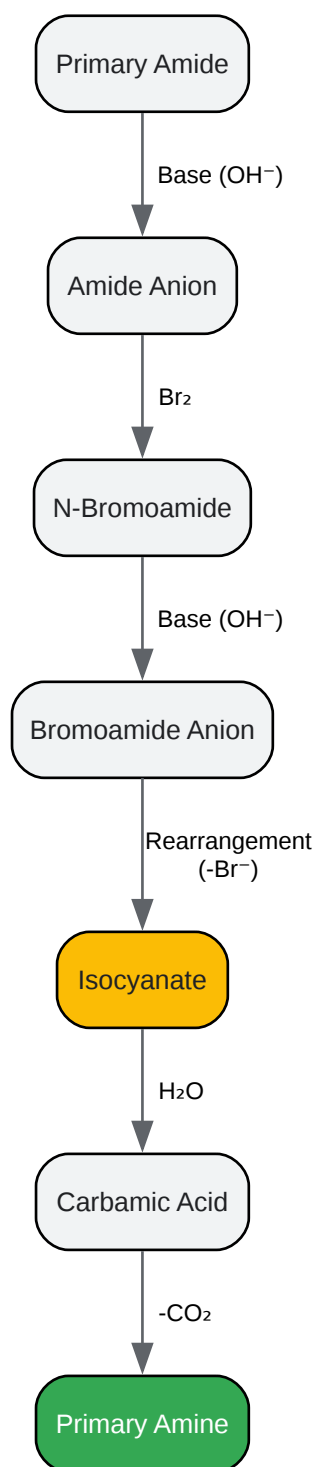 Primary Amide
Base (OH⁻)
Amide Anion
Br₂
N-Bromoamide
Base (OH⁻)
Bromoamide Anion
Rearrangement
(-Br⁻)
Isocyanate
H₂O
Carbamic Acid
-CO₂
Primary Amine